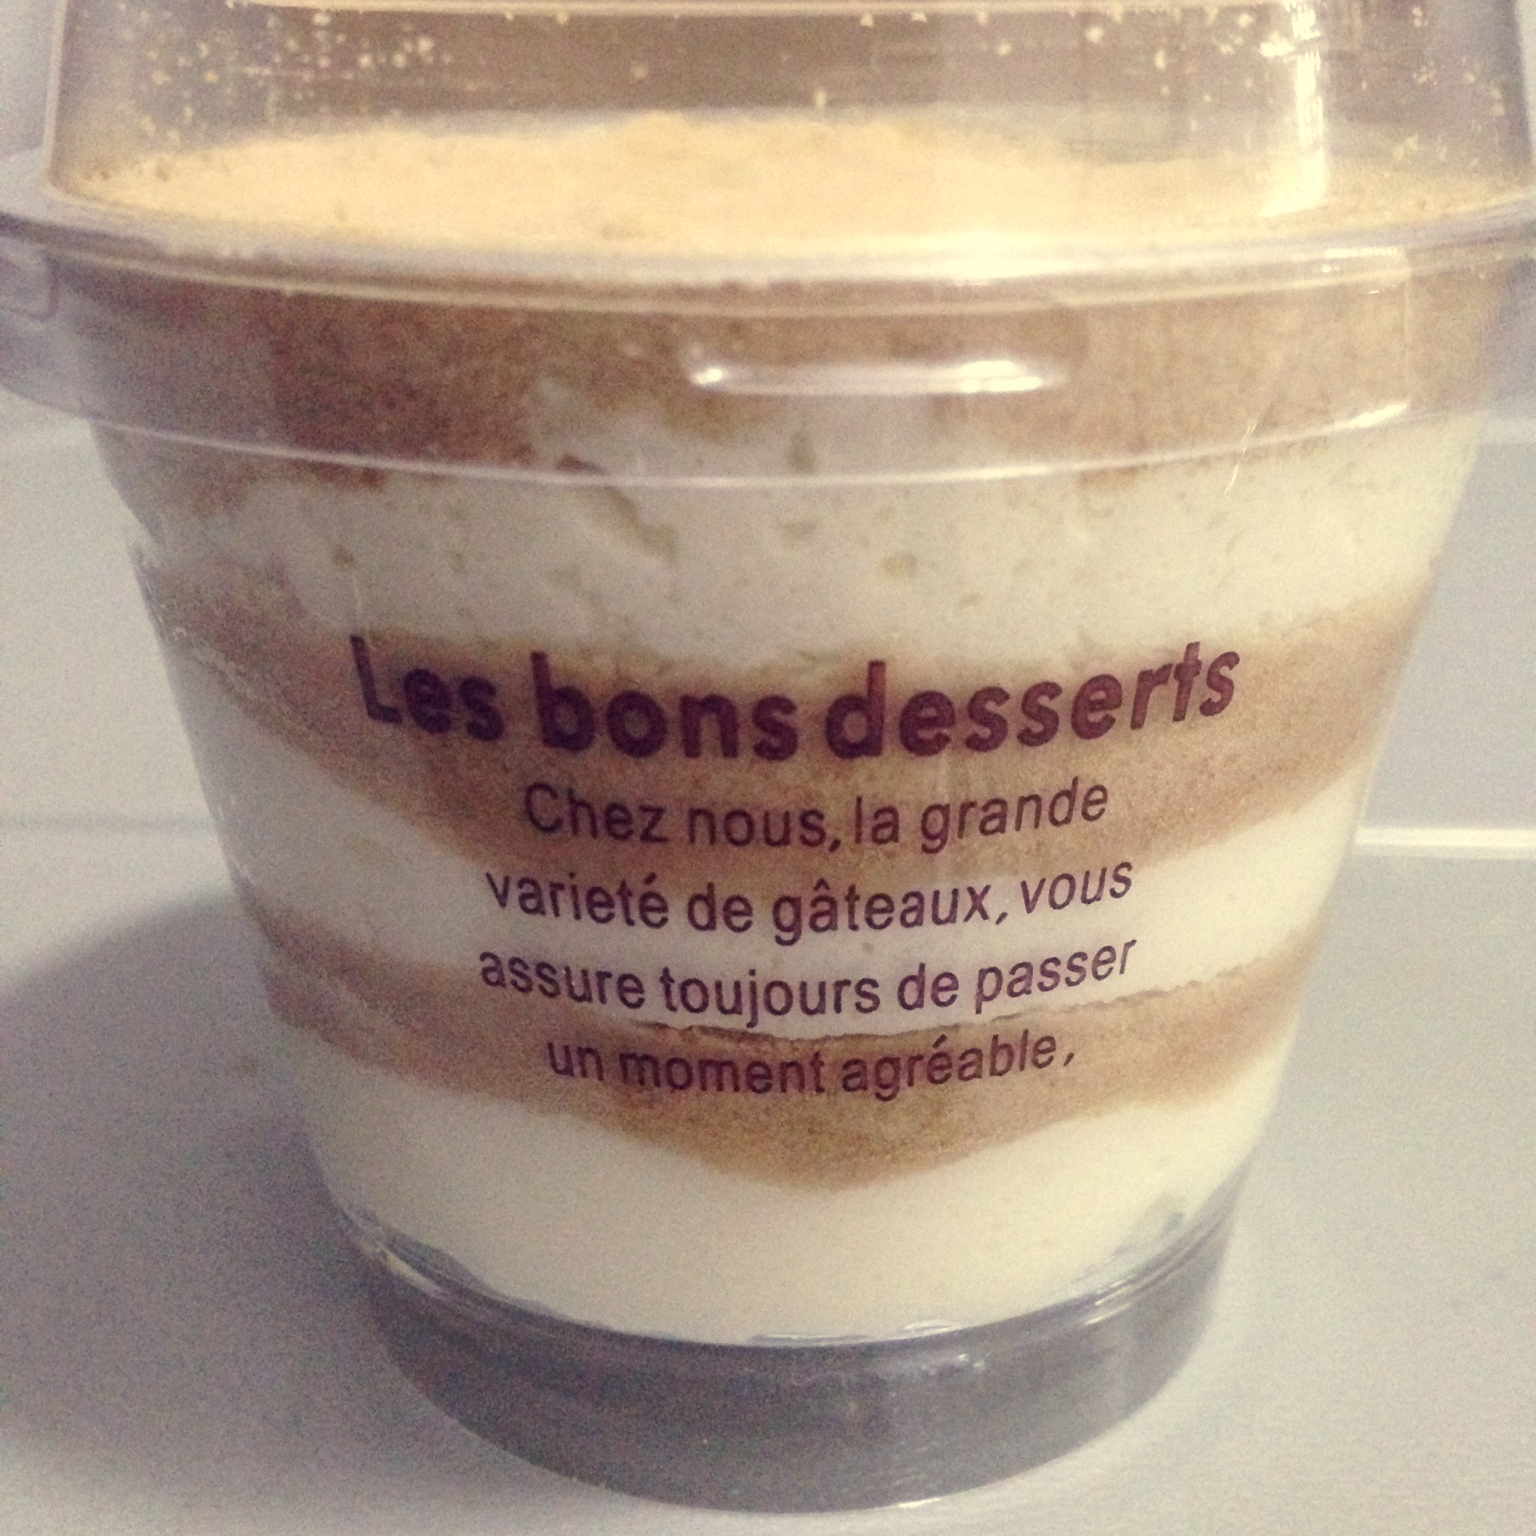 Les bons desserts
Chez nous, la grande
varieté de gâteaux, vous
assure toujours de passer
un moment agréable,